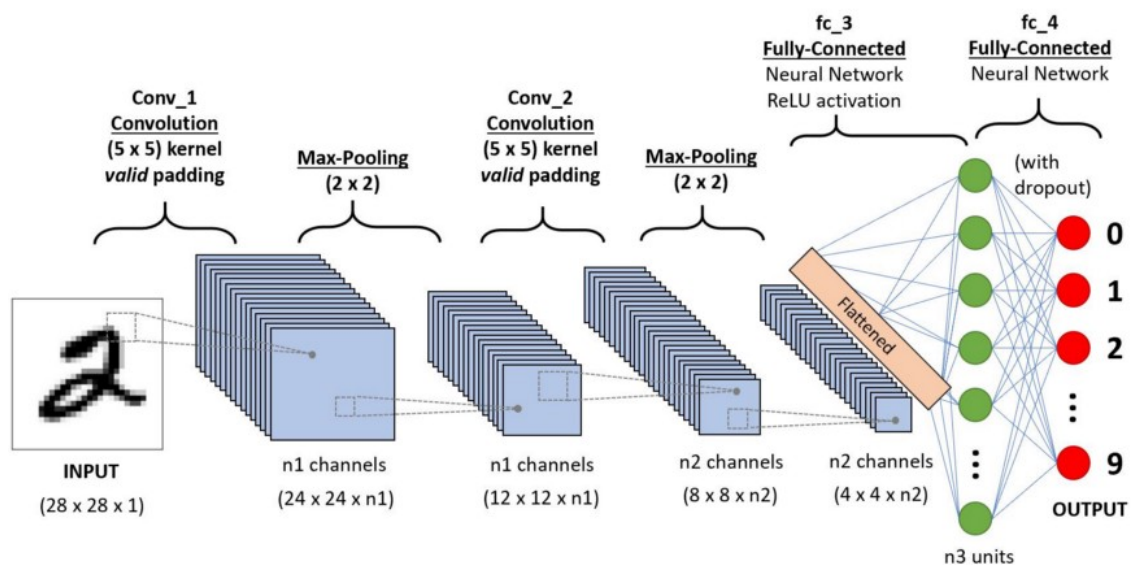 fc_3
Fully-Connected
Neural Network
ReLU activation
fc_4
Fully-Connected
Neural Network
Conv_1
Convolution
(5 x 5) kernel
valid padding
Max-Pooling
(2 x 2)
Conv_2
Convolution
(5 x 5) kernel
valid padding
Max-Pooling
(2 x 2)
(with
dropout)
Flattened
0
1
2
9
INPUT
(28 x 28 x 1)
n1 channels
(24 x 24 x n1)
n1 channels
(12 x 12 x n1)
n2 channels
(8 x 8 x n2)
n2 channels
(4 x 4 x n2)
n3 units
OUTPUT
2